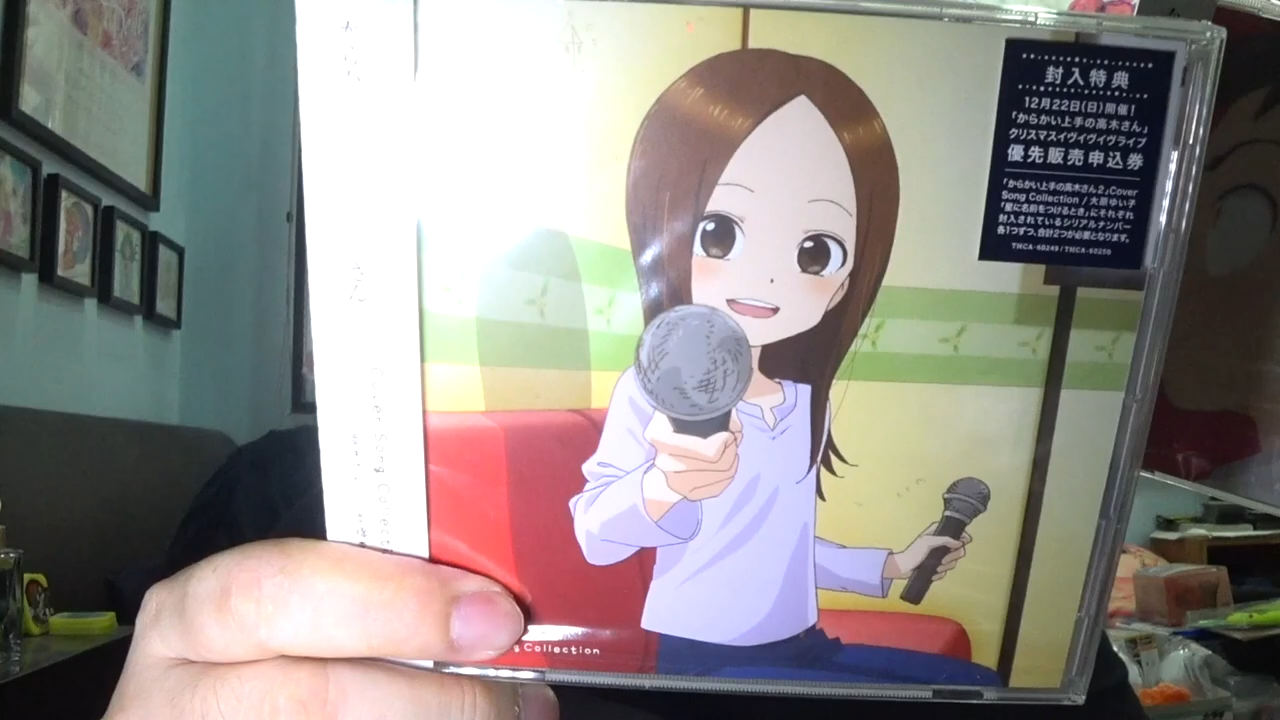 封入特典
12月22日(日)開催!
「からかい上手の高木さん」
クリスマスイヴイヴイヴライブ
優先販売申込券
「からかい上手の高木さん2」Cover
Song Collection / 大原ゆい子
「星に名前をつけるとき」にそれぞれ
封入されているシリアルナンバー
各1つずつ、合計2つが必要となります。
THCA-60249 / THCA-60250
さん
Cover Song Collect
g Collection